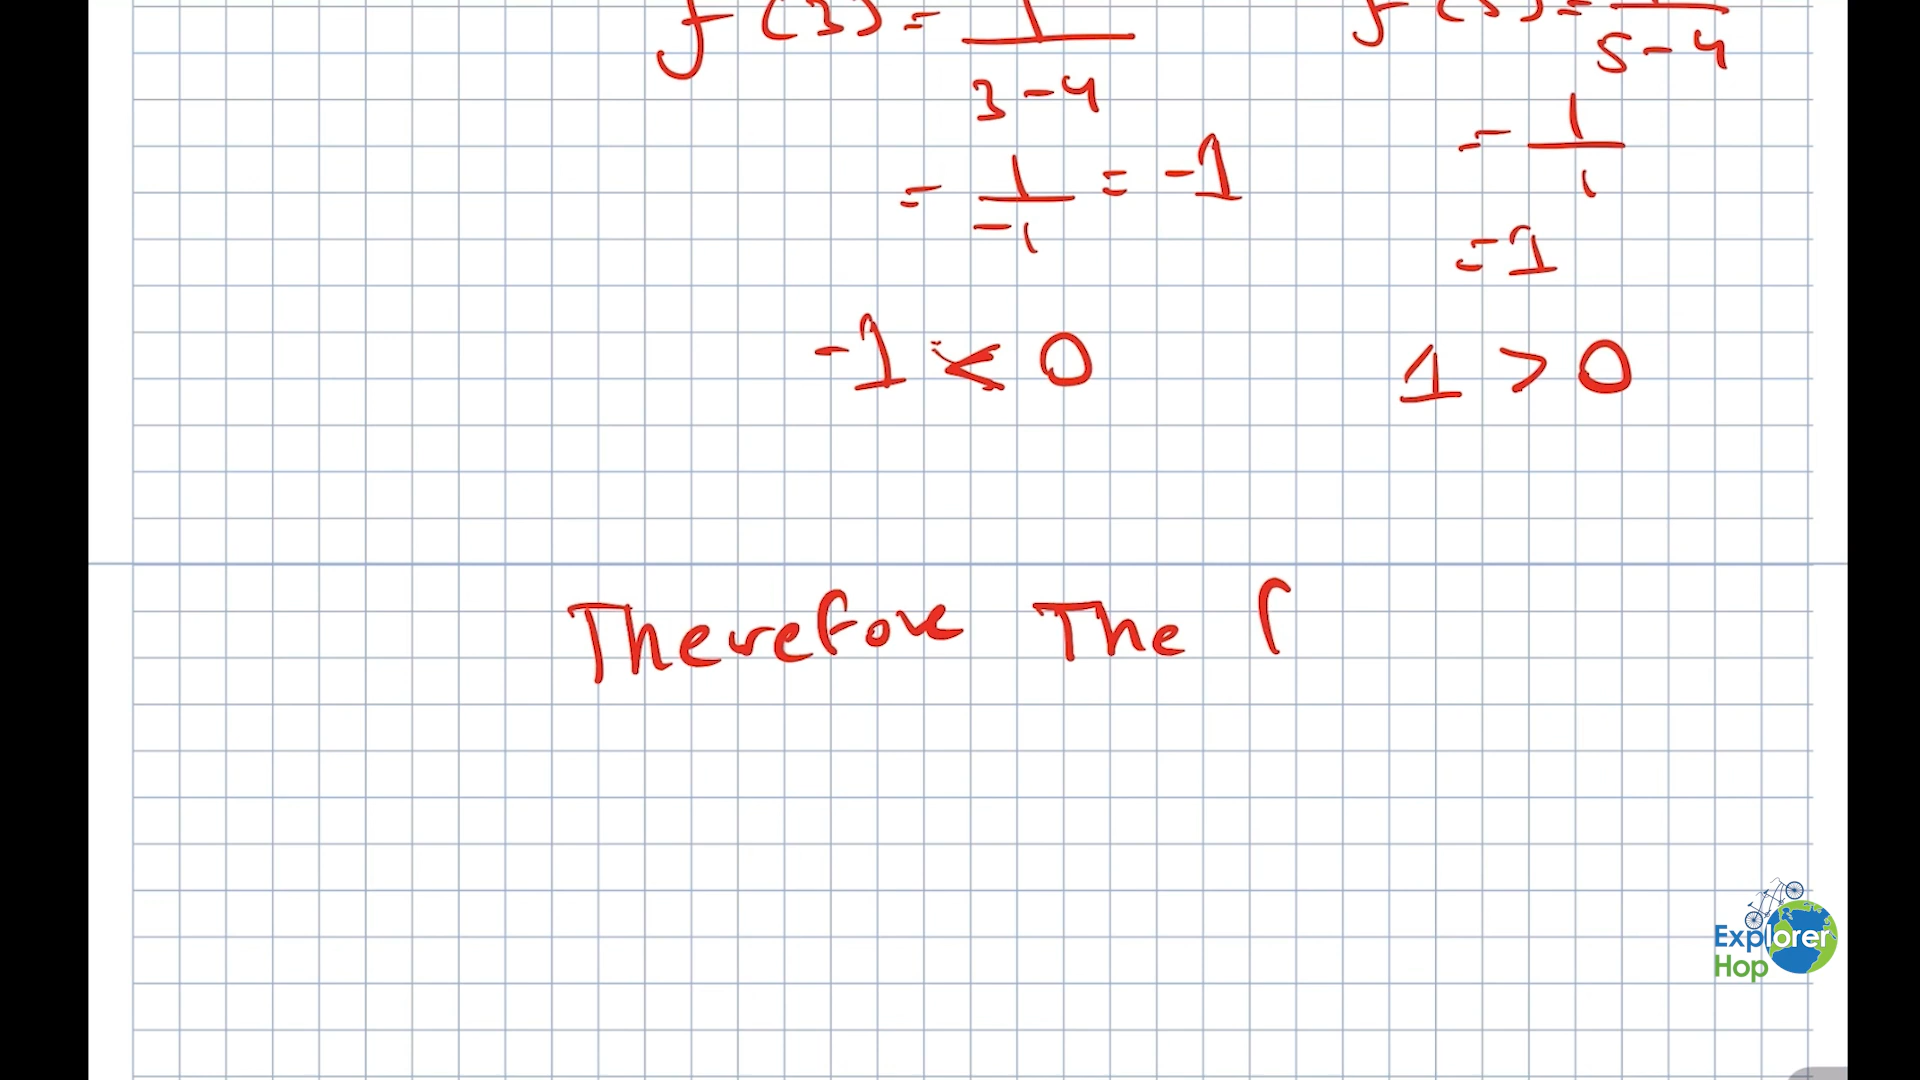 f(3) = 1
3 - 4
= 1/-1 = -1
-1 < 0
f(5) = 1
5 - 4
= 1/1
= 1
1 > 0
Therefore The f
Explorer
Hop